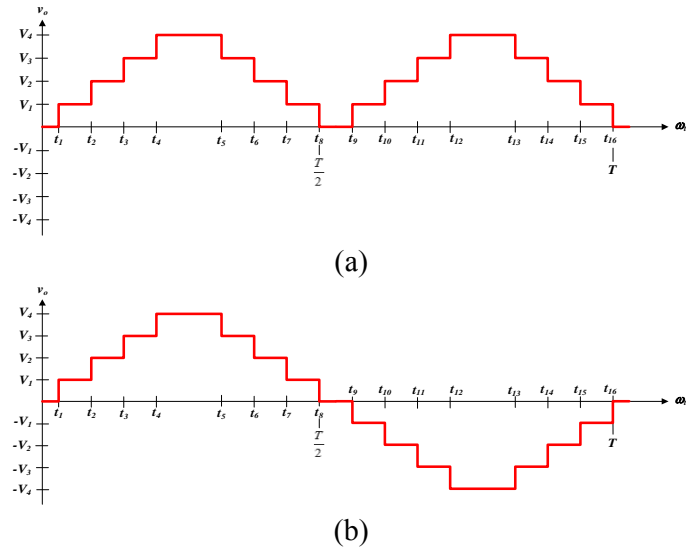 vₒ
V₄
V₃
V₂
V₁
-V₁
-V₂
-V₃
-V₄
t₁ t₂ t₃ t₄ t₅ t₆ t₇ t₈ t₉ t₁₀ t₁₁ t₁₂ t₁₃ t₁₄ t₁₅ t₁₆
T/2 T
(a)
vₒ
V₄
V₃
V₂
V₁
t₉ t₁₀ t₁₁ t₁₂ t₁₃ t₁₄ t₁₅ t₁₆
t₁ t₂ t₃ t₄ t₅ t₆ t₇ t₈
-V₁
-V₂
-V₃
-V₄
T/2 T
(b)